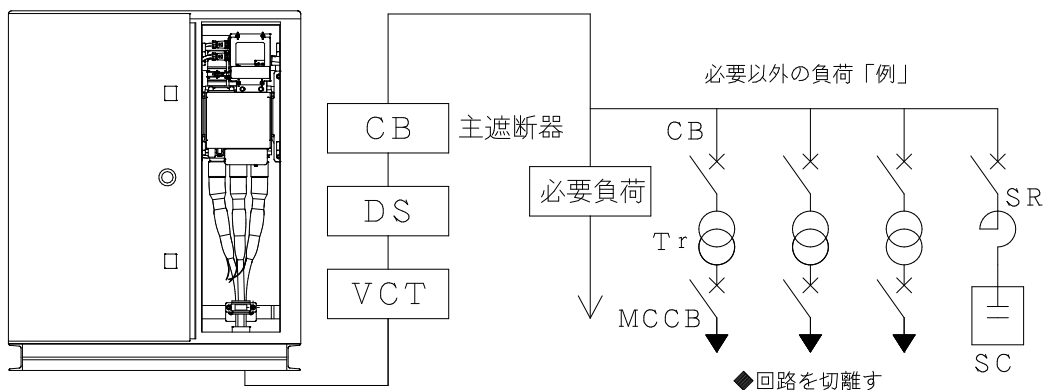 必要以外の負荷「例」
CB 主遮断器
CB
DS
必要負荷
SR
Tr
VCT
MCCB
SC
◆回路を切離す